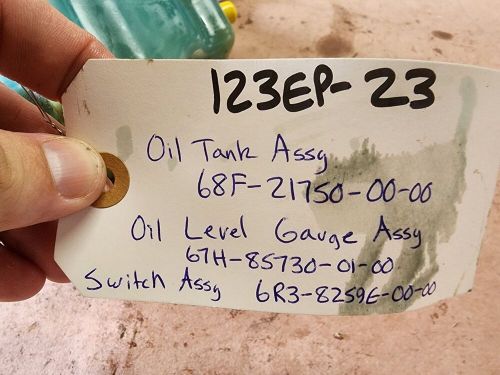 123EP-23
Oil Tank Assy
68F-21750-00-00
Oil Level Gauge Assy
67H-85730-01-00
Switch Assy 6R3-8259E-00-00